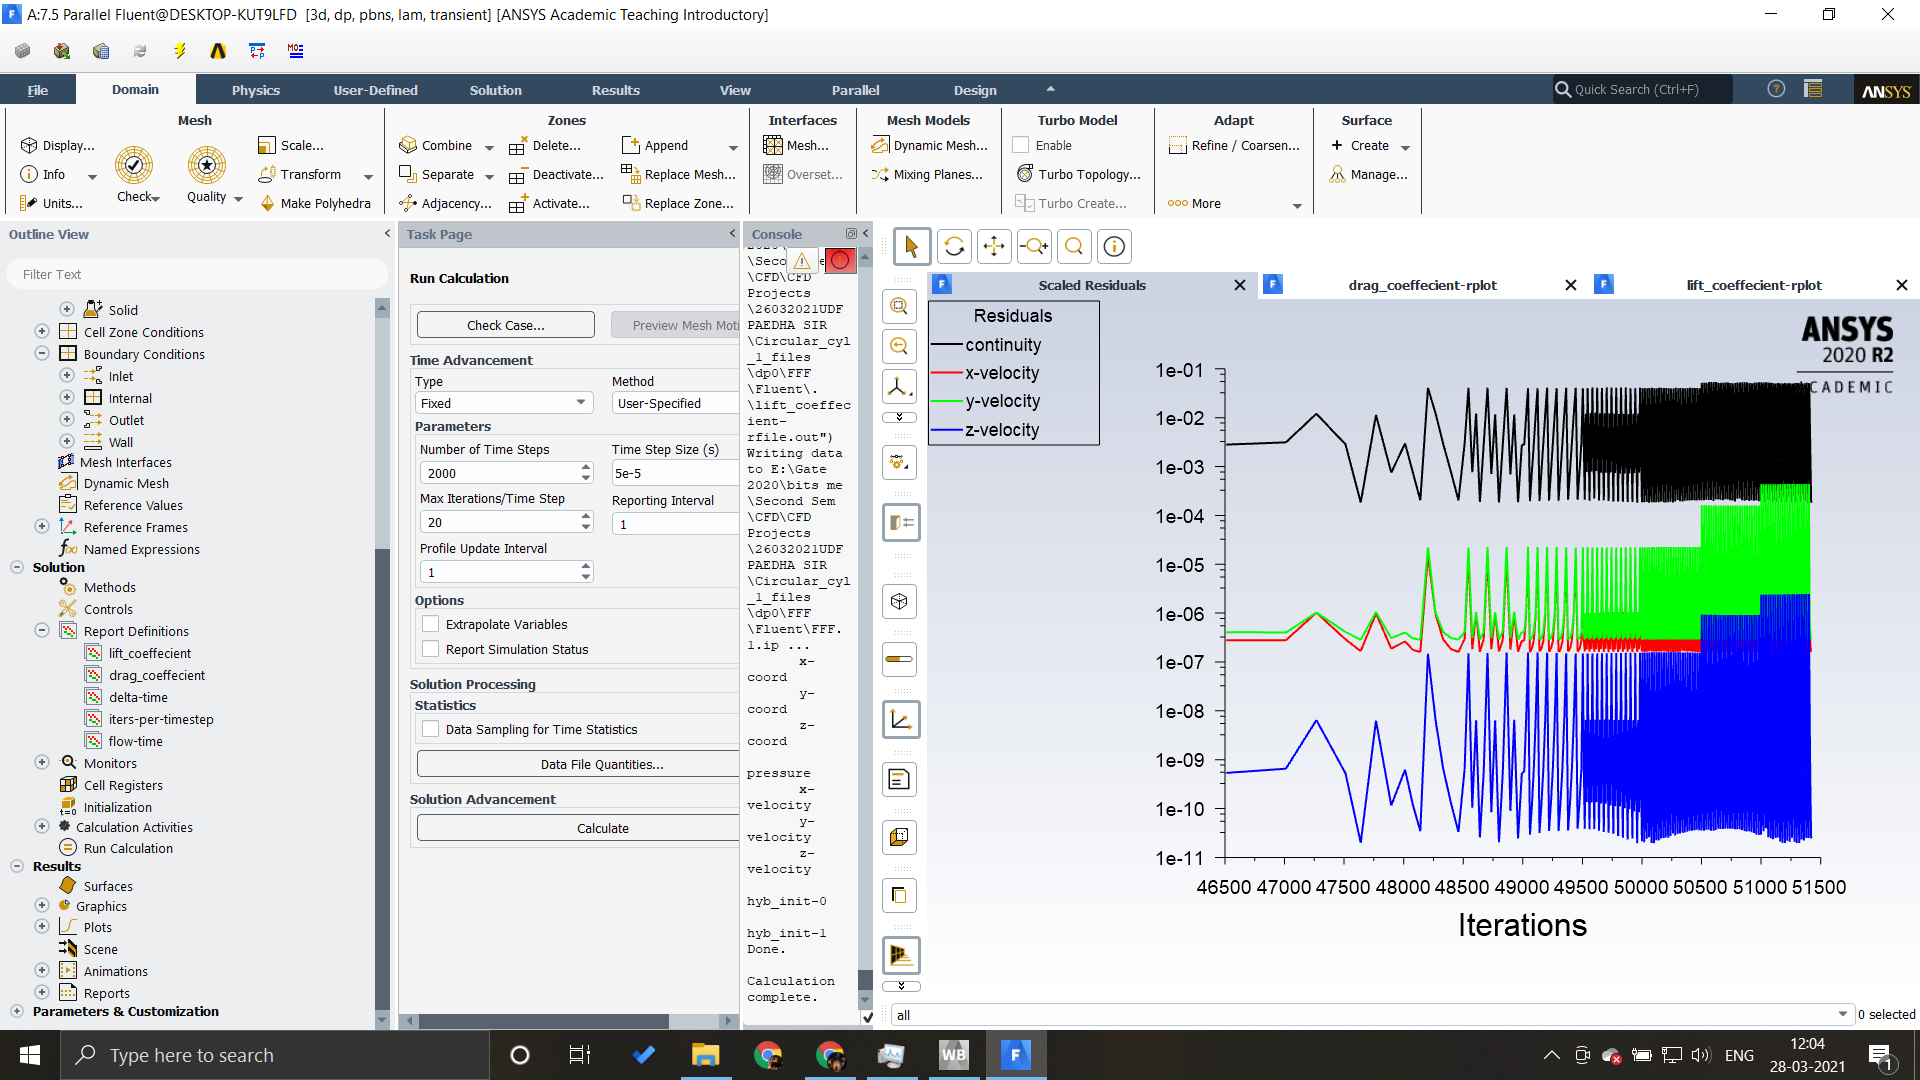 A:7.5 Parallel Fluent@DESKTOP-KUT9LFD [3d, dp, pbns, lam, transient] [ANSYS Academic Teaching Introductory]
File Domain Physics User-Defined Solution Results View Parallel Design Quick Search (Ctrl+F) ANSYS
Mesh
Display...
Info
Units...
Check
Quality
Scale...
Transform
Make Polyhedra
Zones
Combine
Separate
Adjacency...
Delete...
Deactivate...
Activate...
Append
Replace Mesh...
Replace Zone...
Interfaces
Mesh...
Overset...
Mesh Models
Dynamic Mesh...
Mixing Planes...
Turbo Model
Enable
Turbo Topology...
Turbo Create...
Adapt
Refine / Coarsen...
More
Surface
Create
Manage...
Outline View
Filter Text
Solid
Cell Zone Conditions
Boundary Conditions
Inlet
Internal
Outlet
Wall
Mesh Interfaces
Dynamic Mesh
Reference Values
Reference Frames
Named Expressions
Solution
Methods
Controls
Report Definitions
lift_coeffecient
drag_coeffecient
delta-time
iters-per-timestep
flow-time
Monitors
Cell Registers
Initialization
Calculation Activities
Run Calculation
Results
Surfaces
Graphics
Plots
Scene
Animations
Reports
Parameters & Customization
Task Page
Run Calculation
Check Case...
Preview Mesh Moti
Time Advancement
Type
Method
Fixed
User-Specified
Parameters
Number of Time Steps
Time Step Size (s)
2000
5e-5
Max Iterations/Time Step
Reporting Interval
20
1
Profile Update Interval
1
Options
Extrapolate Variables
Report Simulation Status
Solution Processing
Statistics
Data Sampling for Time Statistics
Data File Quantities...
Solution Advancement
Calculate
Console
\CFD\CFD
Projects
\26032021UDF
PAEDHA SIR
\Circular_cyl
_1_files
\dp0\FFF
\Fluent\.
\lift_coeffec
ient-
rfile.out")
Writing data
to E:\Gate
2020\bits me
\Second Sem
\CFD\CFD
Projects
\26032021UDF
PAEDHA SIR
\Circular_cyl
_1_files
\dp0\FFF
\Fluent\FFF.
1.ip ...
x-
coord
y-
coord
z-
coord
pressure
x-
velocity
y-
velocity
z-
velocity
hyb_init-0
hyb_init-1
Done.
Calculation
complete.
Scaled Residuals
drag_coeffecient-rplot
lift_coeffecient-rplot
Residuals
continuity
x-velocity
y-velocity
z-velocity
ANSYS
2020 R2
ACADEMIC
1e-01
1e-02
1e-03
1e-04
1e-05
1e-06
1e-07
1e-08
1e-09
1e-10
1e-11
46500 47000 47500 48000 48500 49000 49500 50000 50500 51000 51500
Iterations
all
0 selected
Type here to search
WB
ENG
12:04
28-03-2021
1